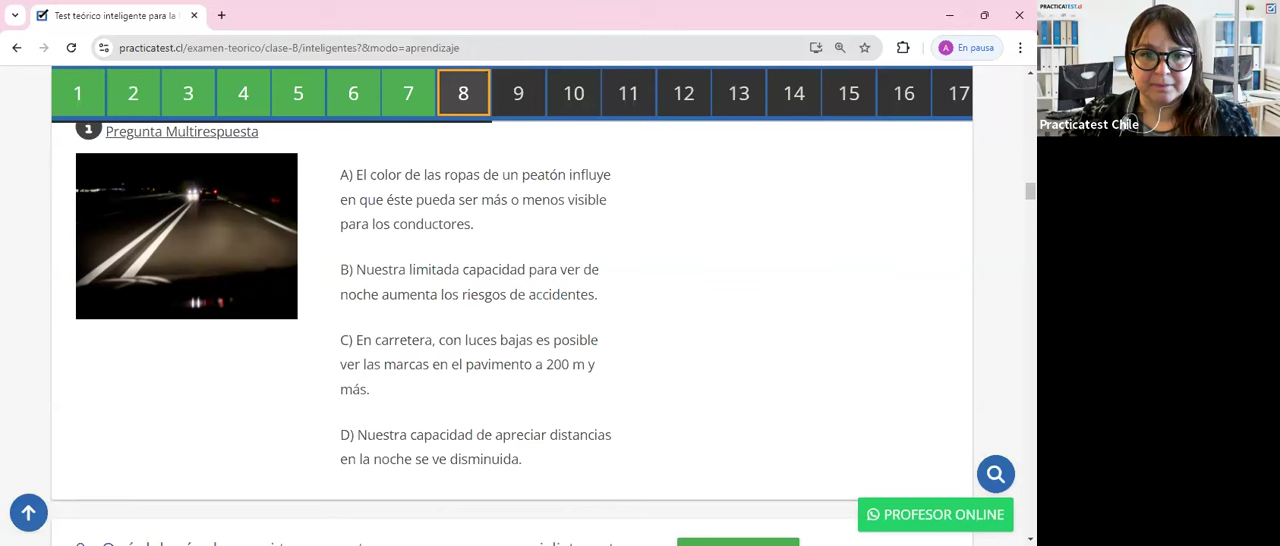 Test teórico inteligente para la
practicatest.cl/examen-teorico/clase-B/inteligentes?&modo=aprendizaje
A
En pausa
1 2 3 4 5 6 7 8 9 10 11 12 13 14 15 16 17
Pregunta Multirespuesta
A) El color de las ropas de un peatón influye
en que éste pueda ser más o menos visible
para los conductores.
B) Nuestra limitada capacidad para ver de
noche aumenta los riesgos de accidentes.
C) En carretera, con luces bajas es posible
ver las marcas en el pavimento a 200 m y
más.
D) Nuestra capacidad de apreciar distancias
en la noche se ve disminuida.
PROFESOR ONLINE
PRACTICATEST.cl
Practicatest Chile